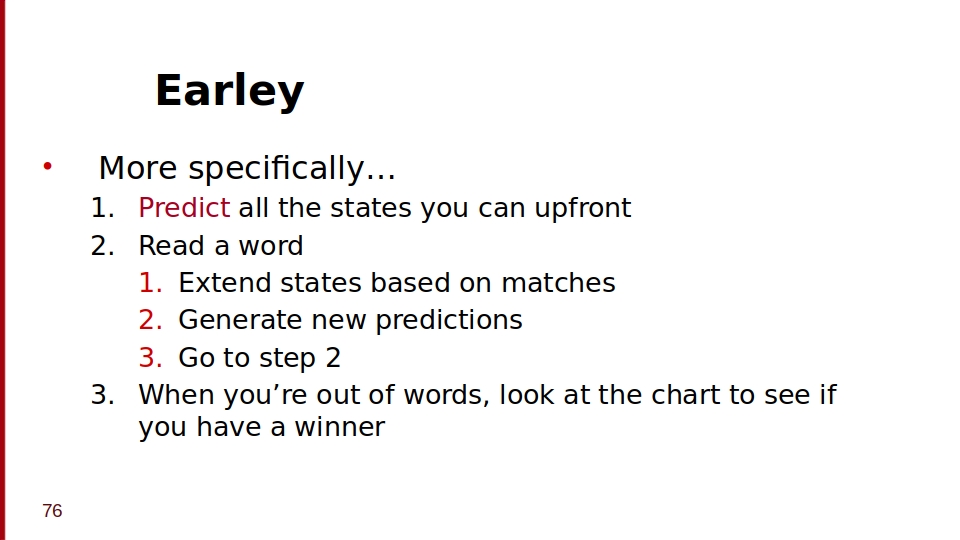 Earley
• More specifically…
1. Predict all the states you can upfront
2. Read a word
1. Extend states based on matches
2. Generate new predictions
3. Go to step 2
3. When you’re out of words, look at the chart to see if
you have a winner
76